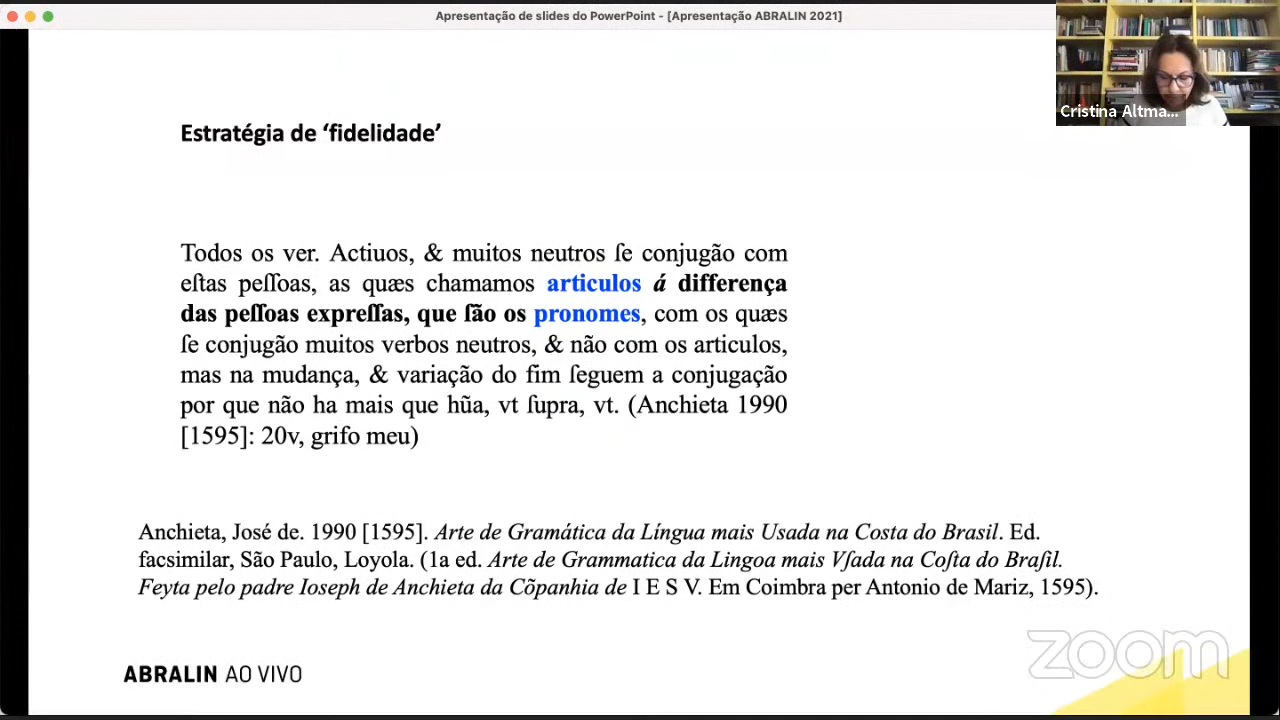 Apresentação de slides do PowerPoint - [Apresentação ABRALIN 2021]
Cristina Altma...
Estratégia de ‘fidelidade’
Todos os ver. Actiuos, & muitos neutros ſe conjugão com
eſtas peſſoas, as quæs chamamos articulos á differença
das peſſoas expreſſas, que ſão os pronomes, com os quæs
ſe conjugão muitos verbos neutros, & não com os articulos,
mas na mudança, & variação do fim ſeguem a conjugação
por que não ha mais que hũa, vt ſupra, vt. (Anchieta 1990
[1595]: 20v, grifo meu)
Anchieta, José de. 1990 [1595]. Arte de Gramática da Língua mais Usada na Costa do Brasil. Ed.
facsimilar, São Paulo, Loyola. (1a ed. Arte de Grammatica da Lingoa mais Vſada na Coſta do Braſil.
Feyta pelo padre Ioseph de Anchieta da Cõpanhia de I E S V. Em Coimbra per Antonio de Mariz, 1595).
ABRALIN AO VIVO
zoom